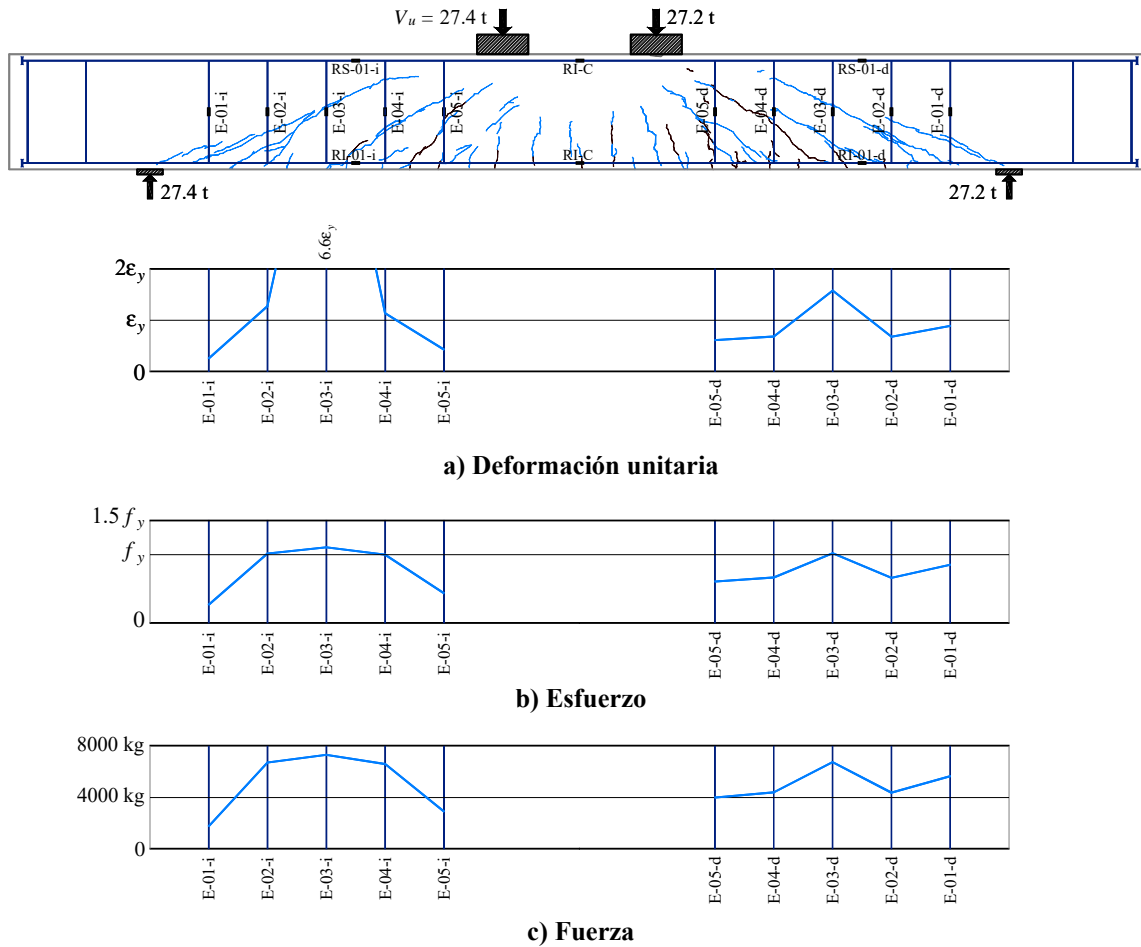 V_u = 27.4 t 27.2 t
RS-01-i RI-C RS-01-d
E-01-i E-02-i E-03-i E-04-i E-05-i E-05-d E-04-d E-03-d E-02-d E-01-d
RI-01-i RI-C RI-01-d
27.4 t 27.2 t
6.6ε_y
2ε_y
ε_y
0
E-01-i E-02-i E-03-i E-04-i E-05-i E-05-d E-04-d E-03-d E-02-d E-01-d
a) Deformación unitaria
1.5 f_y
f_y
0
E-01-i E-02-i E-03-i E-04-i E-05-i E-05-d E-04-d E-03-d E-02-d E-01-d
b) Esfuerzo
8000 kg
4000 kg
0
E-01-i E-02-i E-03-i E-04-i E-05-i E-05-d E-04-d E-03-d E-02-d E-01-d
c) Fuerza